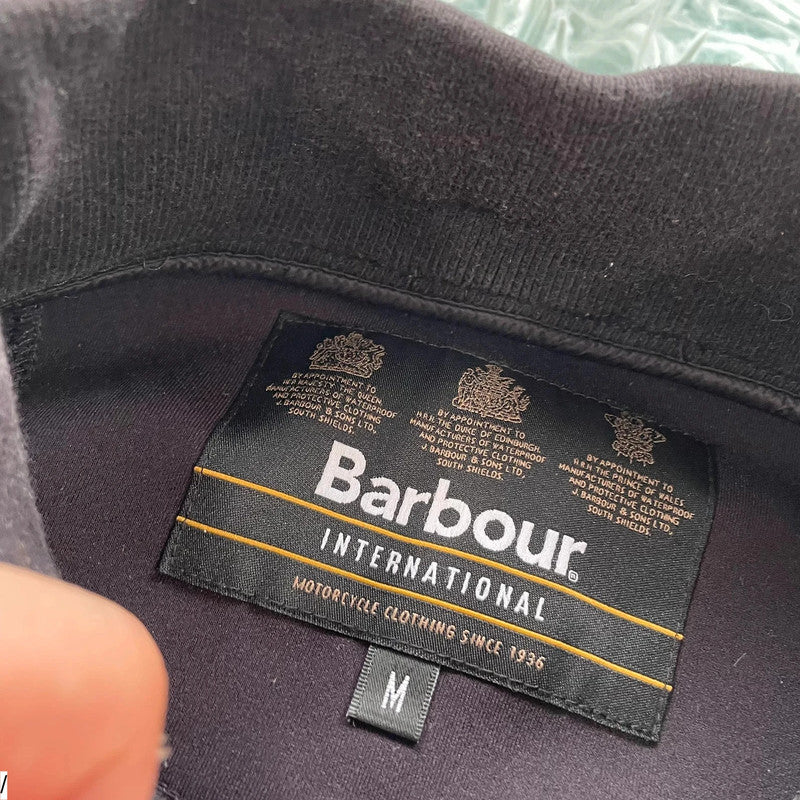 BY APPOINTMENT TO
HER MAJESTY THE QUEEN
MANUFACTURERS OF WATERPROOF
AND PROTECTIVE CLOTHING
J. BARBOUR & SONS LTD,
SOUTH SHIELDS.
BY APPOINTMENT TO
H.R.H. THE DUKE OF EDINBURGH
MANUFACTURERS OF WATERPROOF
AND PROTECTIVE CLOTHING
J. BARBOUR & SONS LTD,
SOUTH SHIELDS.
BY APPOINTMENT TO
H.R.H. THE PRINCE OF WALES
MANUFACTURERS OF WATERPROOF
AND PROTECTIVE CLOTHING
J. BARBOUR & SONS LTD,
SOUTH SHIELDS.
Barbour®
INTERNATIONAL
MOTORCYCLE CLOTHING SINCE 1936
M
/